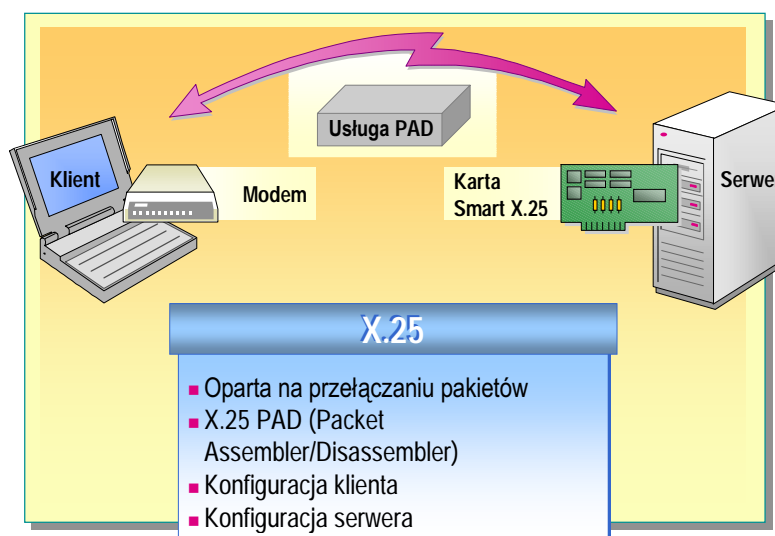 Usługa PAD
Klient
Modem
Karta
Smart X.25
Serwe
X.25
Oparta na przełączaniu pakietów
X.25 PAD (Packet
Assembler/Disassembler)
Konfiguracja klienta
Konfiguracja serwera